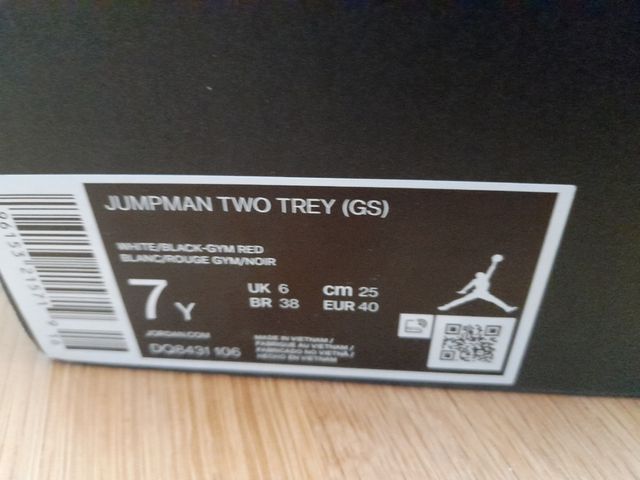 JUMPMAN TWO TREY (GS)
WHITE/BLACK-GYM RED
BLANC/ROUGE GYM/NOIR
7 Y
UK 6 cm 25
BR 38 EUR 40
JORDAN.COM
DQ8431 106
MADE IN VIETNAM /
FABRIQUÉ AU VIETNAM /
FABRICADO NO VIETNÃ /
HECHO EN VIETNAM